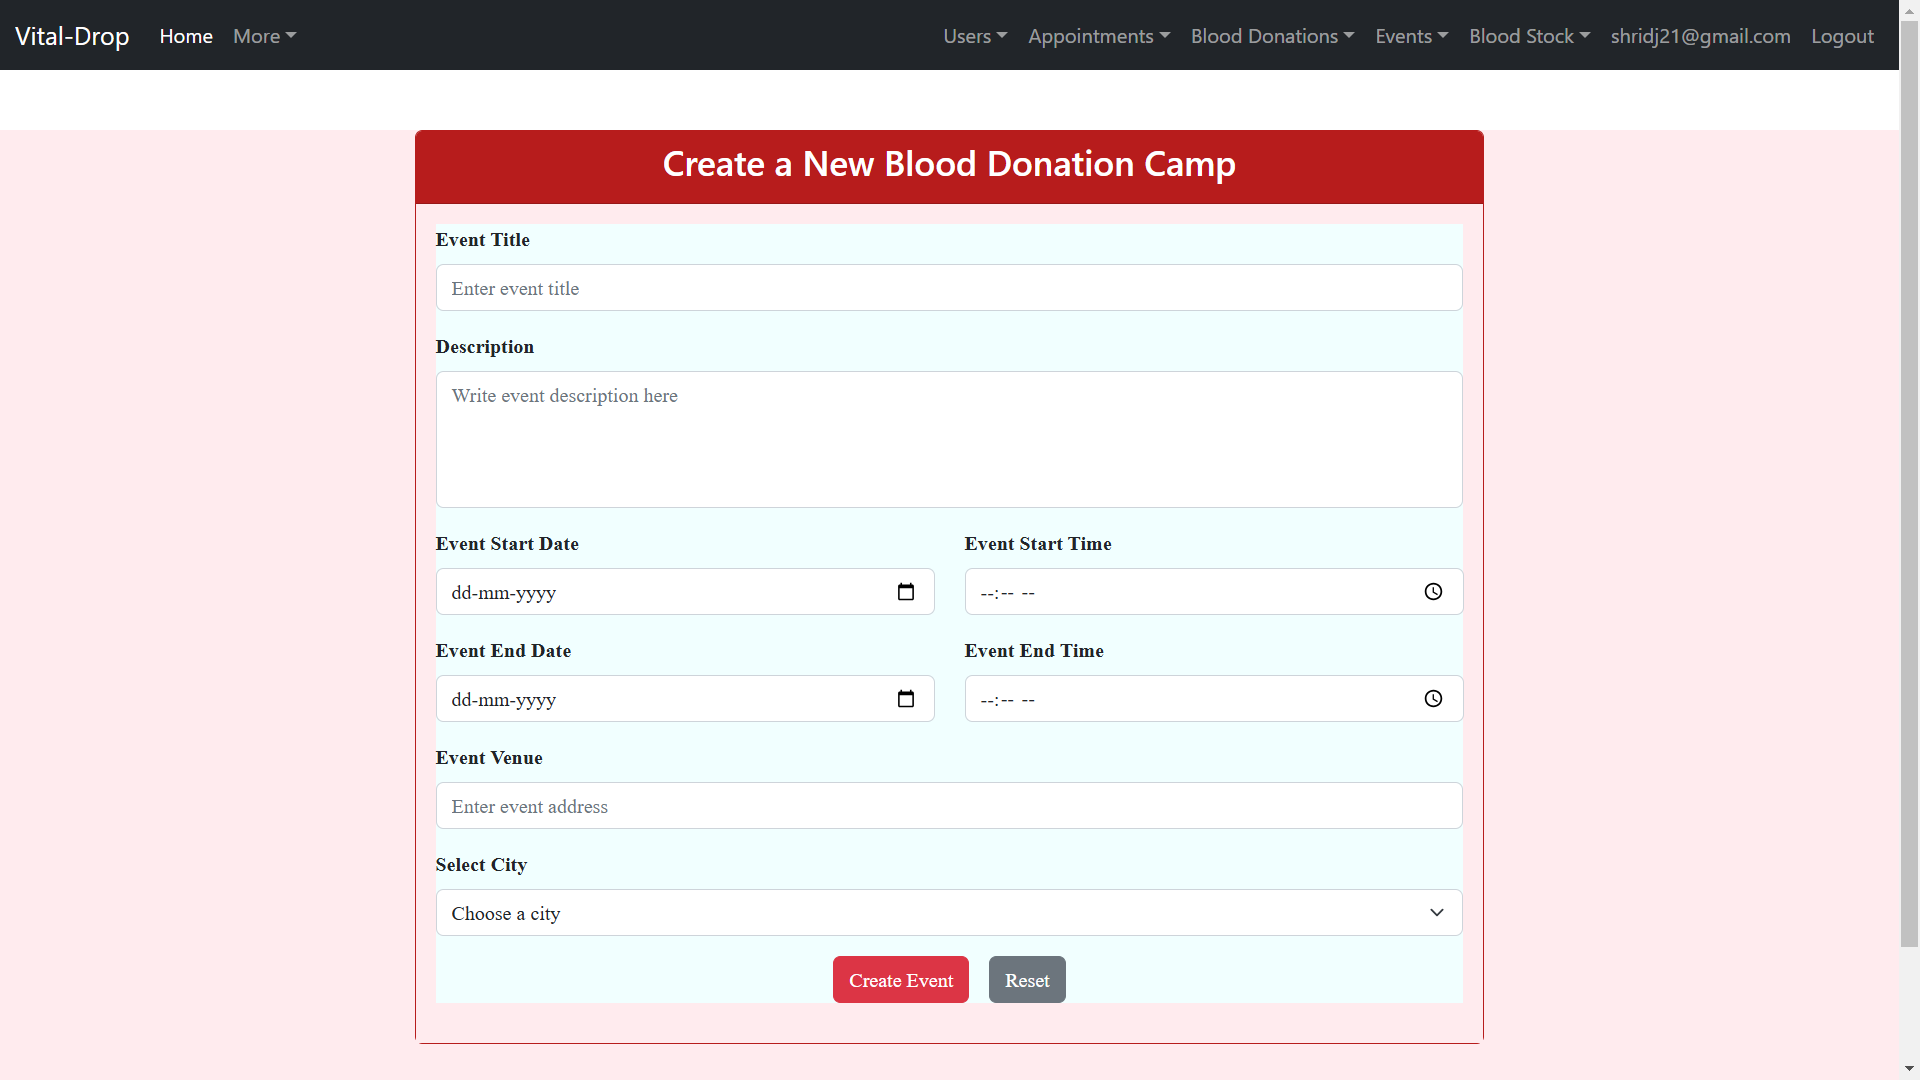 Vital-Drop Home More Users Appointments Blood Donations Events Blood Stock shridj21@gmail.com Logout
Create a New Blood Donation Camp
Event Title
Enter event title
Description
Write event description here
Event Start Date Event Start Time
dd-mm-yyyy --:-- --
Event End Date Event End Time
dd-mm-yyyy --:-- --
Event Venue
Enter event address
Select City
Choose a city
Create Event Reset